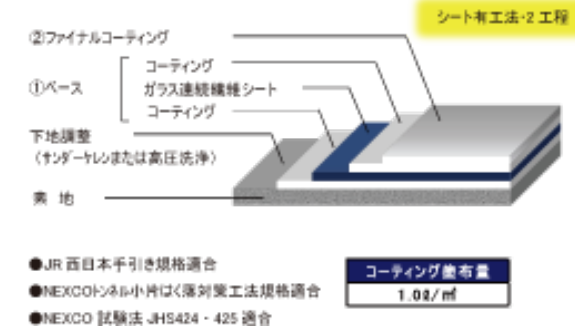 シート有工法・2工程
②ファイナルコーティング
コーティング
①ベース
ガラス連続繊維シート
コーティング
下地調整
(サンダーケレンまたは高圧洗浄)
素 地
●JR西日本手引き規格適合
●NEXCOトンネル小片はく落対策工法規格適合
●NEXCO 試験法 JHS424・425 適合
コーティング塗布量
1.0ℓ/㎡